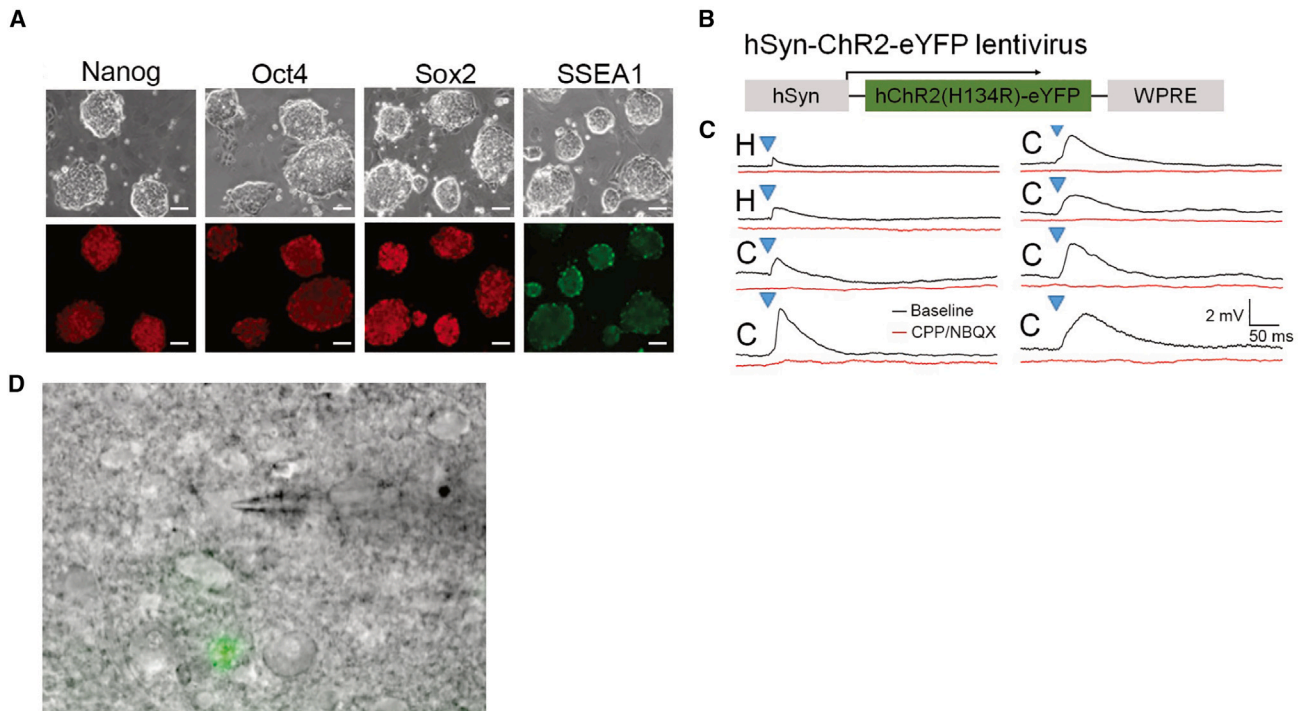 A
Nanog
Oct4
Sox2
SSEA1
B
hSyn-ChR2-eYFP lentivirus
hSyn
hChR2(H134R)-eYFP
WPRE
C
H
H
C
C
Baseline
CPP/NBQX
C
C
C
C
2 mV
50 ms
D